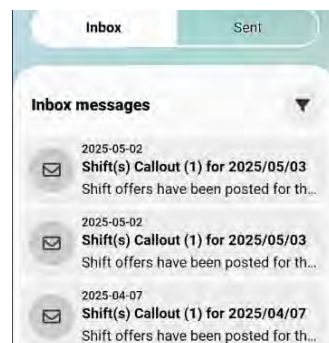 Inbox Sent
Inbox messages
2025-05-02
Shift(s) Callout (1) for 2025/05/03
Shift offers have been posted for th...
2025-05-02
Shift(s) Callout (1) for 2025/05/03
Shift offers have been posted for th...
2025-04-07
Shift(s) Callout (1) for 2025/04/07
Shift offers have been posted for th...